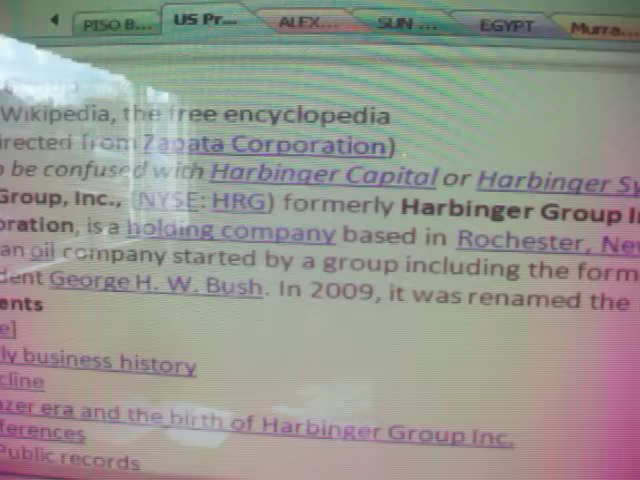 PISO B... US Pr... ALEX... SUN ... EGYPT Murra...
Group
Wikipedia, the free encyclopedia
irected from Zapata Corporation)
o be confused with Harbinger Capital or Harbinger Sy
Group, Inc., (NYSE: HRG) formerly Harbinger Group I
oration, is a holding company based in Rochester, New
an oil company started by a group including the form
dent George H. W. Bush. In 2009, it was renamed the
ents
e]
ly business history
cline
azer era and the birth of Harbinger Group Inc.
ferences
Public records